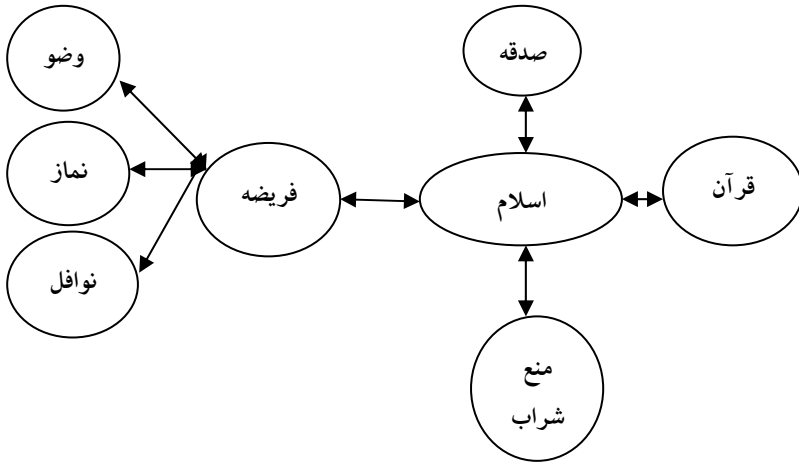 صدقه
وضو
نماز
فریضه
اسلام
قرآن
نوافل
منع
شراب